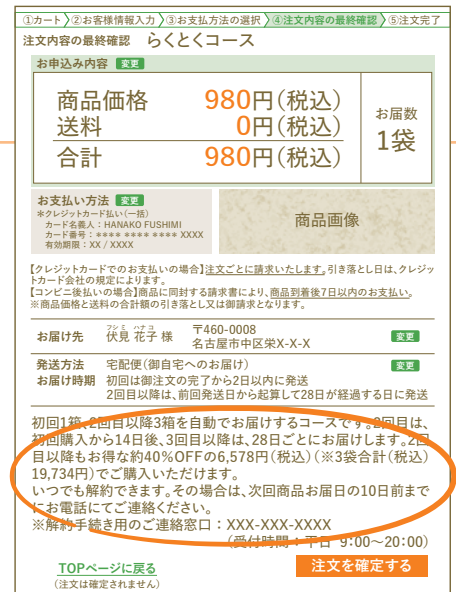 ①カート〉②お客様情報入力〉③お支払方法の選択〉④注文内容の最終確認〉⑤注文完了
注文内容の最終確認 らくとくコース
お申込み内容 変更
商品価格 980円(税込)
送料 0円(税込)
合計 980円(税込)
お届数
1袋
お支払い方法 変更
＊クレジットカード払い(一括)
カード名義人：HANAKO FUSHIMI
カード番号：**** **** **** XXXX
有効期限：XX / XXXX
商品画像
【クレジットカードでのお支払いの場合】注文ごとに請求いたします。引き落とし日は、クレジッ
トカード会社の規定によります。
【コンビニ後払いの場合】商品に同封する請求書により、商品到着後7日以内のお支払い。
※商品価格と送料の合計額の引き落とし又は御請求となります。
お届け先 伏見 花子 様 〒460-0008 変更
フシミ ハナコ
名古屋市中区栄X-X-X
発送方法 宅配便(御自宅へのお届け) 変更
お届け時期 初回は御注文の完了から2日以内に発送
2回目以降は、前回発送日から起算して28日が経過する日に発送
初回1箱、2回目以降3箱を自動でお届けするコースです。2回目は、
初回購入から14日後、3回目以降は、28日ごとにお届けします。2回
目以降もお得な約40%OFFの6,578円(税込)(※3袋合計(税込)
19,734円)でご購入いただけます。
いつでも解約できます。その場合は、次回商品お届日の10日前まで
にお電話にてご連絡ください。
※解約手続き用のご連絡窓口：XXX-XXX-XXXX
(受付時間：平日 9:00～20:00)
TOPページに戻る
(注文は確定されません)
注文を確定する